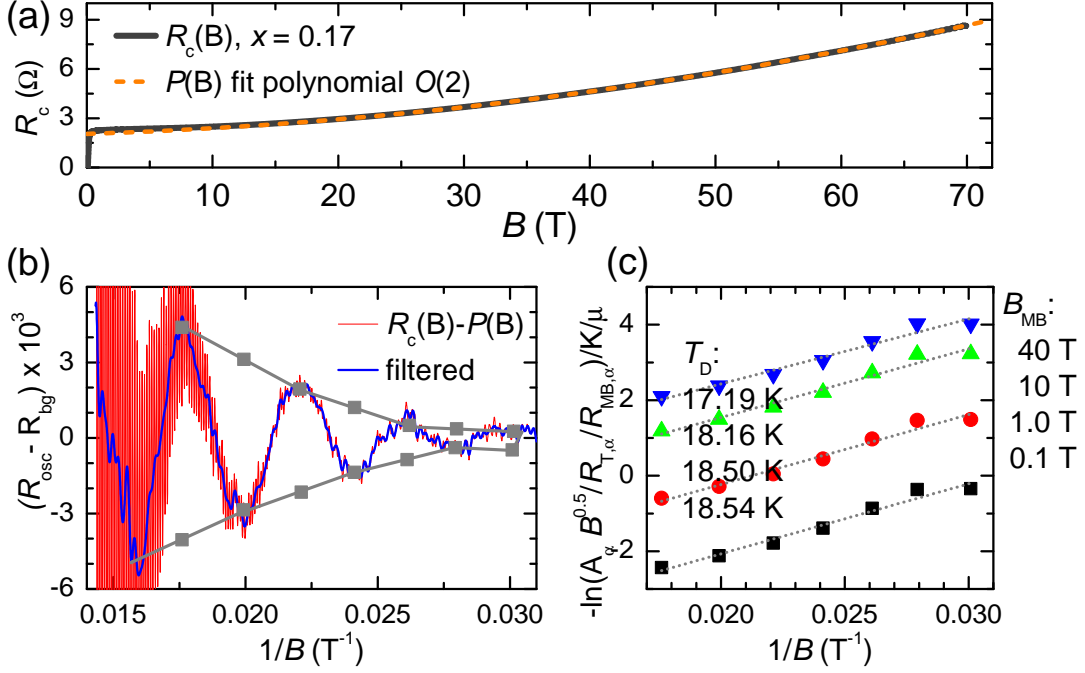 (a)
9
6
3
0
R_c (Ω)
R_c(B), x = 0.17
P(B) fit polynomial O(2)
0 10 20 30 40 50 60 70
B (T)
(b)
6
3
0
-3
-6
(R_osc - R_bg) x 10^3
R_c(B)-P(B)
filtered
0.015 0.020 0.025 0.030
1/B (T^-1)
(c)
4
2
0
-2
-ln(A_α B^0.5/R_T,α/R_MB,α)/K/μ
T_D:
17.19 K
18.16 K
18.50 K
18.54 K
B_MB:
40 T
10 T
1.0 T
0.1 T
0.020 0.025 0.030
1/B (T^-1)